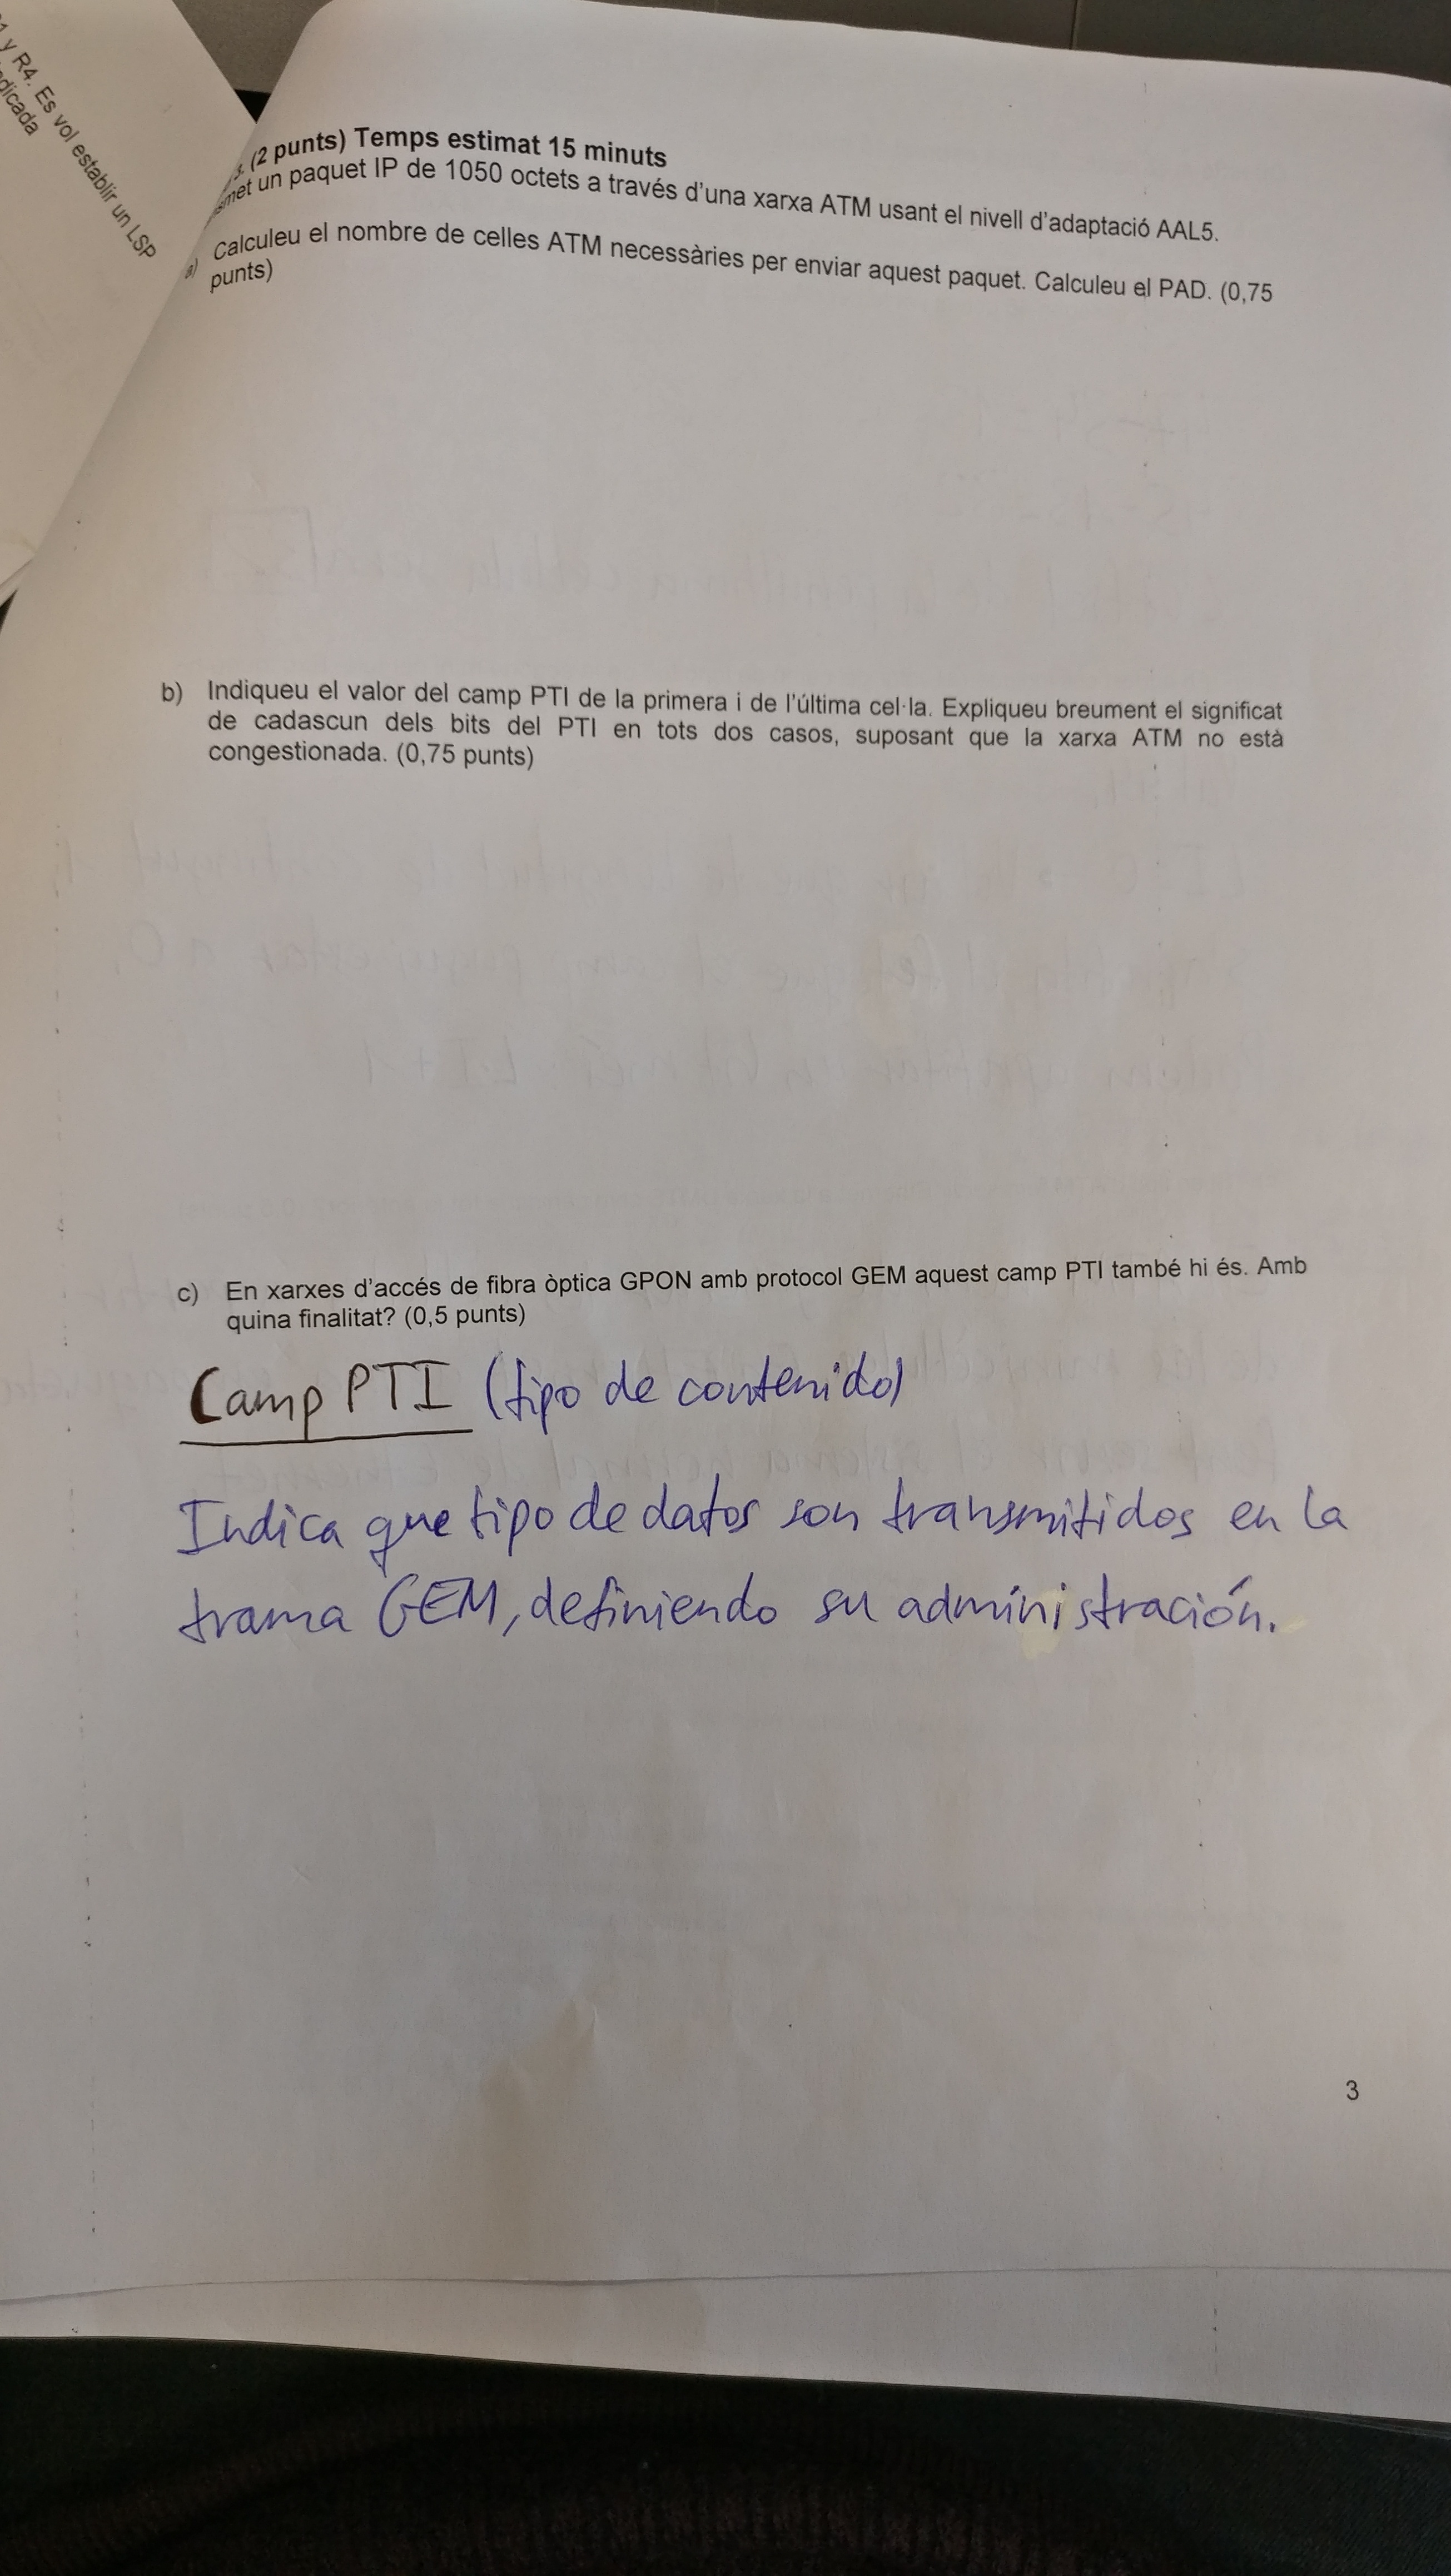 1 y R4. Es vol establir un LSP
dicada
3. (2 punts) Temps estimat 15 minuts
smet un paquet IP de 1050 octets a través d'una xarxa ATM usant el nivell d'adaptació AAL5.
a) Calculeu el nombre de celles ATM necessàries per enviar aquest paquet. Calculeu el PAD. (0,75
punts)
b) Indiqueu el valor del camp PTI de la primera i de l'última cel·la. Expliqueu breument el significat
de cadascun dels bits del PTI en tots dos casos, suposant que la xarxa ATM no està
congestionada. (0,75 punts)
c) En xarxes d'accés de fibra òptica GPON amb protocol GEM aquest camp PTI també hi és. Amb
quina finalitat? (0,5 punts)
Camp PTI (tipo de contenido)
Indica que tipo de datos son transmitidos en la
trama GEM, definiendo su administración.
3